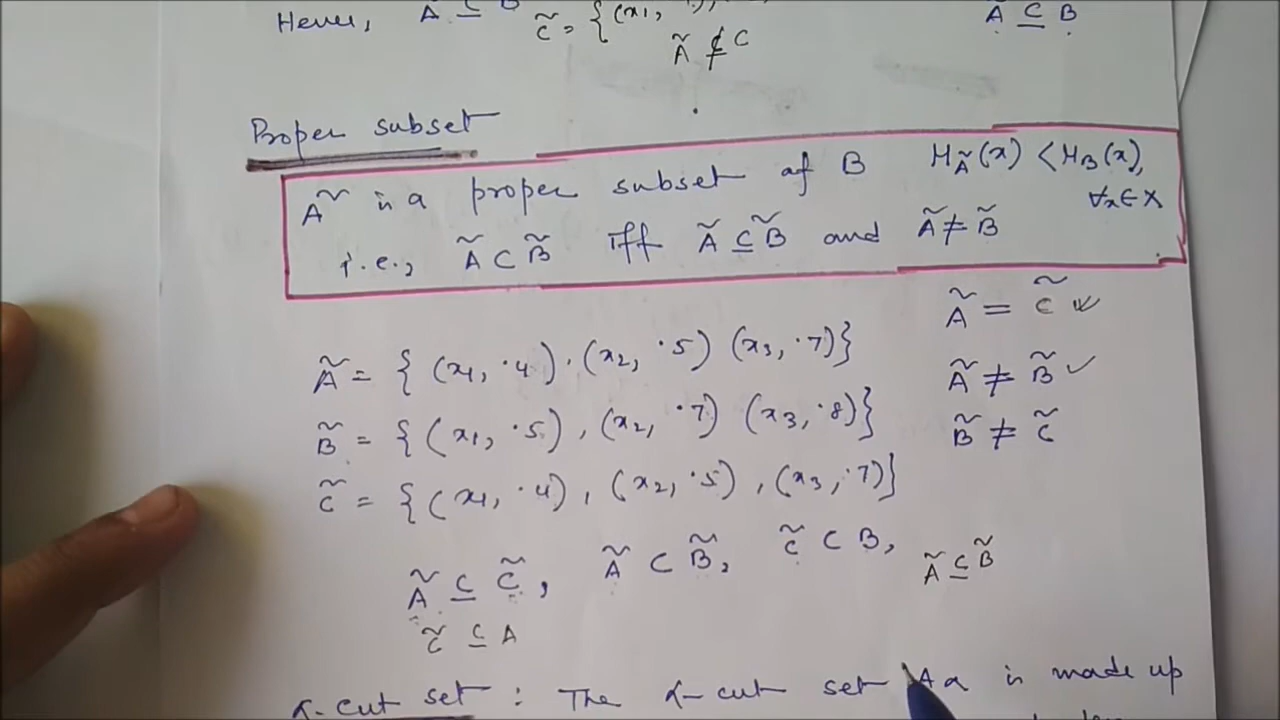 Hence, Ã ⊆ B̃
C̃ = {(x1,
Ã ⊄ C
Ã ⊆ B
Proper subset
Ã is a proper subset of B μÃ(x) < μB(x), ∀x∈X
i.e., Ã ⊂ B̃ iff Ã ⊆ B̃ and Ã ≠ B̃
Ã = C̃ ✓
Ã = { (x1, ·4), (x2, ·5) (x3, ·7)}
Ã ≠ B̃ ✓
B̃ = {(x1, ·5), (x2, ·7) (x3, ·8)}
B̃ ≠ C̃
C̃ = {(x1, ·4), (x2, ·5), (x3, ·7)}
Ã ⊆ C̃, Ã ⊂ B̃, C̃ ⊂ B, Ã ⊆ B̃
C̃ ⊆ A
α-cut set : The α-cut set Aα is made up